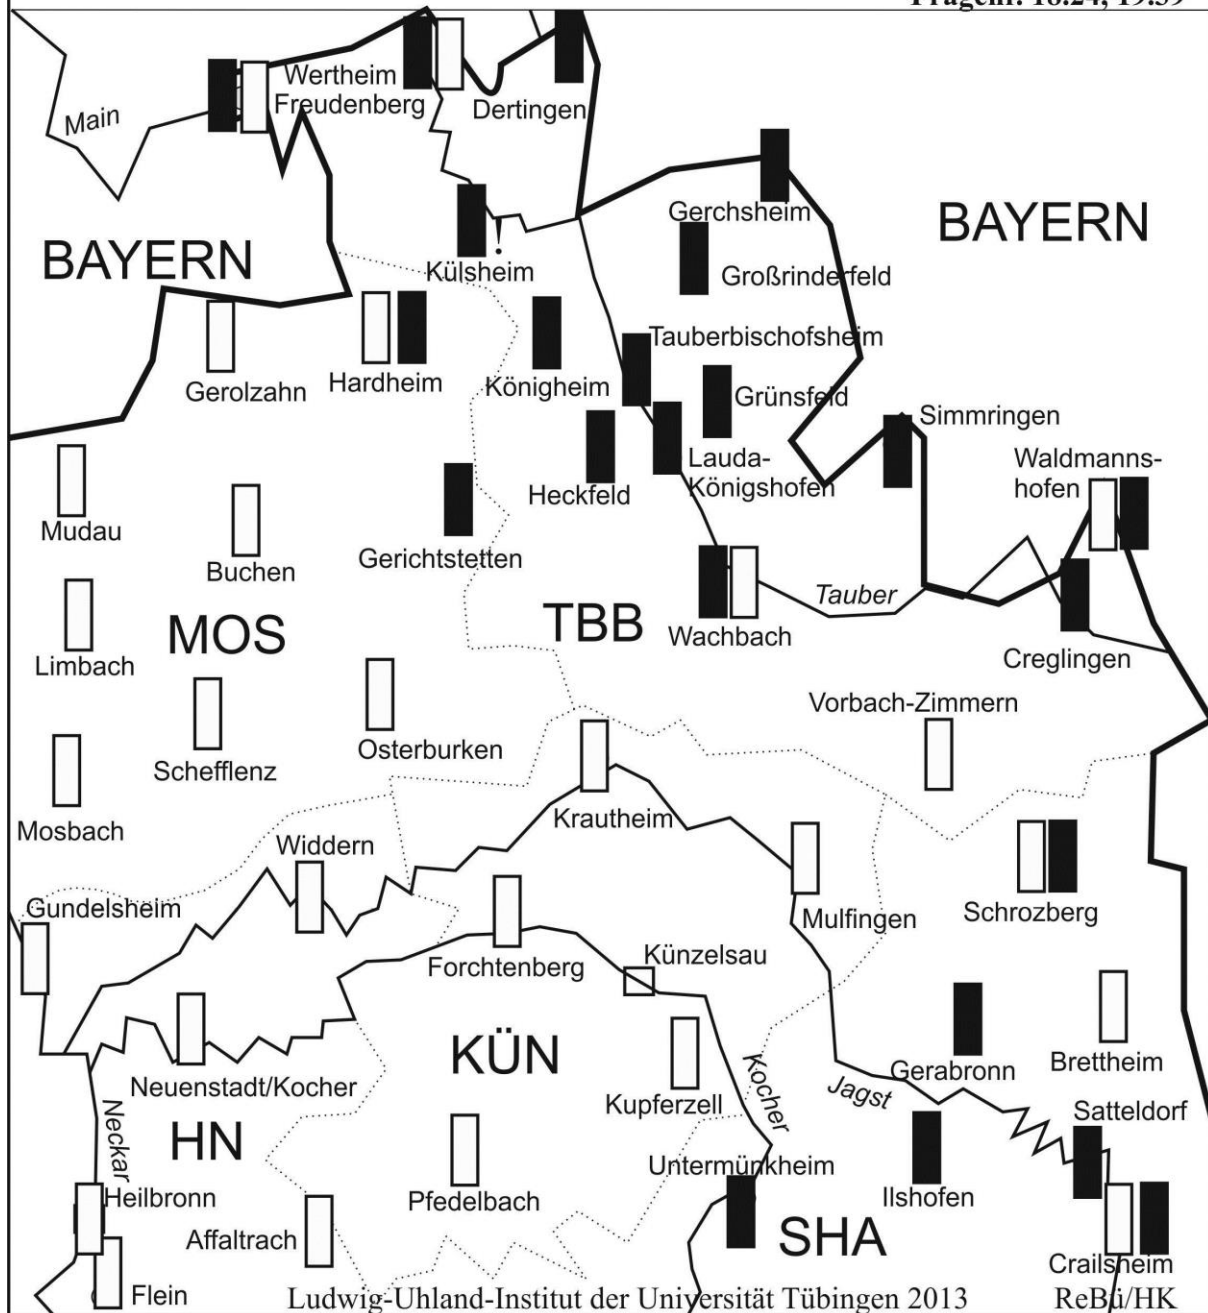 Fragenr. 18.24, 19.39
Wertheim
Freudenberg
Main
Dertingen
Gerchsheim
BAYERN
BAYERN
!
Külsheim
Großrinderfeld
Tauberbischofsheim
Gerolzahn
Hardheim
Königheim
Grünsfeld
Simmringen
Lauda-
Königshofen
Waldmanns-
hofen
Heckfeld
Mudau
Gerichtstetten
Buchen
Tauber
MOS
TBB
Wachbach
Limbach
Creglingen
Vorbach-Zimmern
Osterburken
Schefflenz
Mosbach
Krautheim
Widdern
Gundelsheim
Mulfingen
Schrozberg
Forchtenberg
Künzelsau
KÜN
Gerabronn
Brettheim
Neuenstadt/Kocher
Kupferzell
Kocher
Jagst
Neckar
HN
Satteldorf
Untermünkheim
Heilbronn
Pfedelbach
Ilshofen
Affaltrach
SHA
Crailsheim
Flein
Ludwig-Uhland-Institut der Universität Tübingen 2013
ReBü/HK